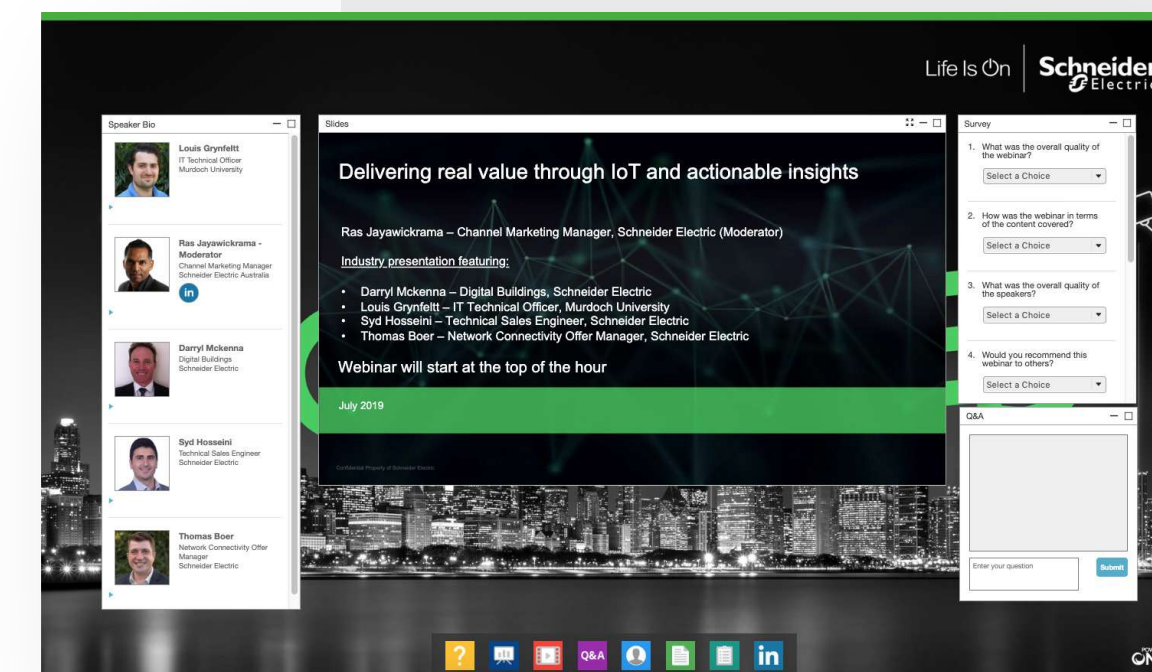 Life Is On
Schneider
Electric
Speaker Bio
Louis Grynfeltt
IT Technical Officer
Murdoch University
Ras Jayawickrama -
Moderator
Channel Marketing Manager
Schneider Electric Australia
in
Darryl Mckenna
Digital Buildings
Schneider Electric
Syd Hosseini
Technical Sales Engineer
Schneider Electric
Thomas Boer
Network Connectivity Offer
Manager
Schneider Electric
Slides
Delivering real value through IoT and actionable insights
Ras Jayawickrama – Channel Marketing Manager, Schneider Electric (Moderator)
Industry presentation featuring:
• Darryl Mckenna – Digital Buildings, Schneider Electric
• Louis Grynfeltt – IT Technical Officer, Murdoch University
• Syd Hosseini – Technical Sales Engineer, Schneider Electric
• Thomas Boer – Network Connectivity Offer Manager, Schneider Electric
Webinar will start at the top of the hour
July 2019
Confidential Property of Schneider Electric
Survey
1. What was the overall quality of
the webinar?
Select a Choice
2. How was the webinar in terms
of the content covered?
Select a Choice
3. What was the overall quality of
the speakers?
Select a Choice
4. Would you recommend this
webinar to others?
Select a Choice
Q&A
Enter your question
Submit
?
Q&A
in